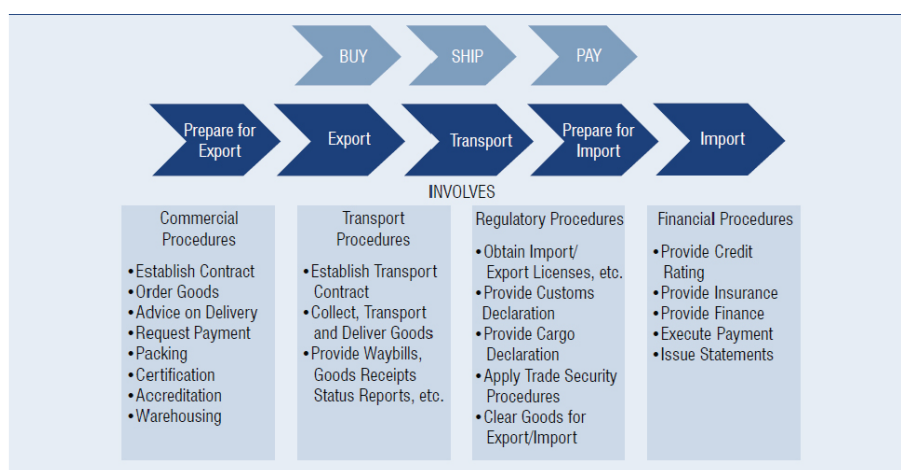 BUY
SHIP
PAY
Prepare for
Export
Export
Transport
Prepare for
Import
Import
INVOLVES
Commercial
Procedures
•Establish Contract
•Order Goods
•Advice on Delivery
•Request Payment
•Packing
•Certification
•Accreditation
•Warehousing
Transport
Procedures
•Establish Transport
Contract
•Collect, Transport
and Deliver Goods
•Provide Waybills,
Goods Receipts
Status Reports, etc.
Regulatory Procedures
•Obtain Import/
Export Licenses, etc.
•Provide Customs
Declaration
•Provide Cargo
Declaration
•Apply Trade Security
Procedures
•Clear Goods for
Export/Import
Financial Procedures
•Provide Credit
Rating
•Provide Insurance
•Provide Finance
•Execute Payment
•Issue Statements